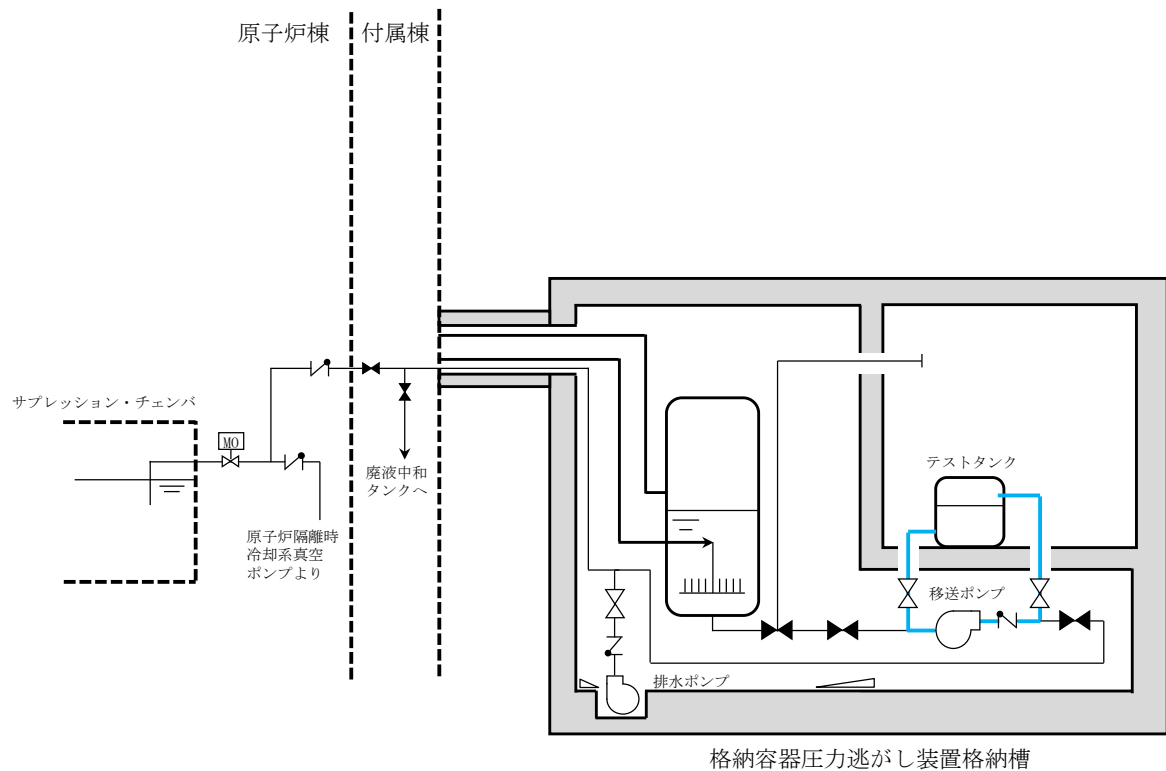 原子炉棟
付属棟
サプレッション・チェンバ
MO
廃液中和
タンクへ
原子炉隔離時
冷却系真空
ポンプより
テストタンク
移送ポンプ
排水ポンプ
格納容器圧力逃がし装置格納槽